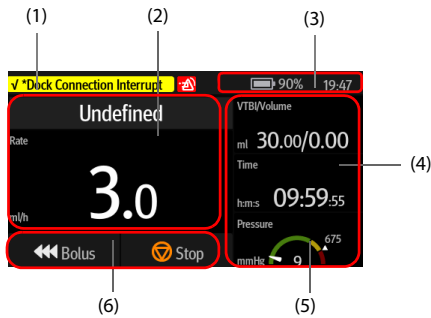 (1) (2) (3)
√ *Dock Connection Interrupt 90% 19:47
Undefined
Rate
3.0
ml/h
VTBI/Volume
ml 30.00/0.00
Time
h:m:s 09:59:55
Pressure
675
mmHg 9
Bolus Stop
(4)
(6) (5)